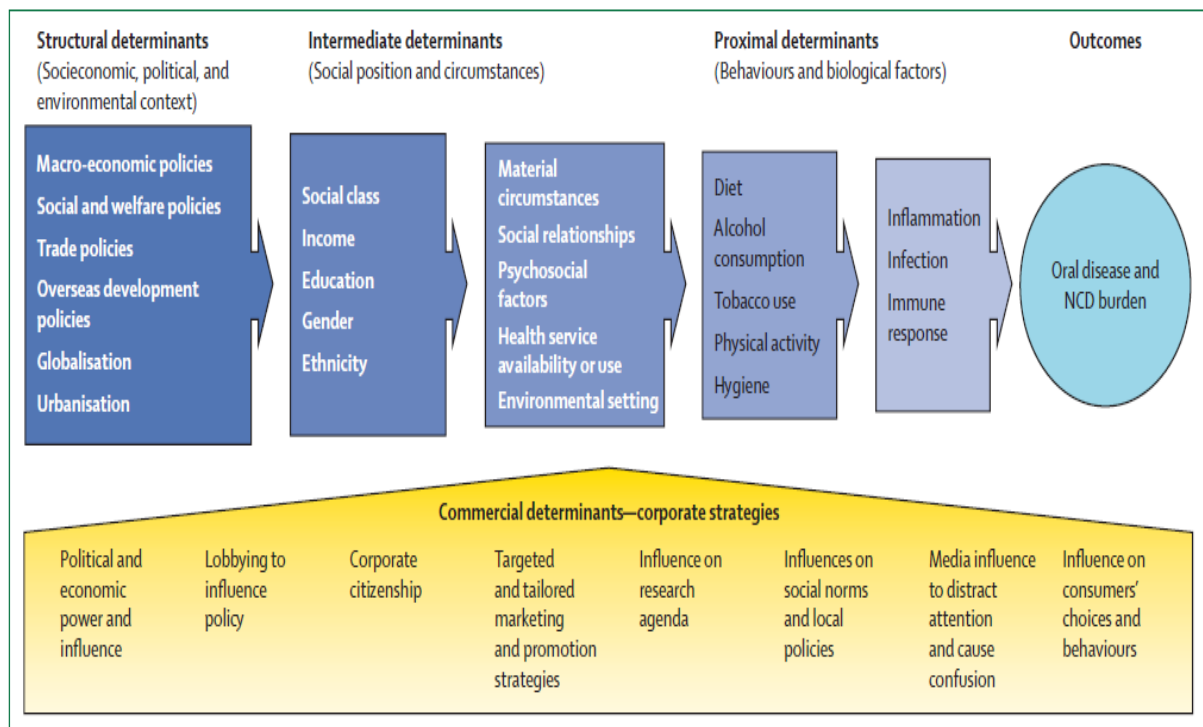 Structural determinants
(Socieconomic, political, and
environmental context)
Intermediate determinants
(Social position and circumstances)
Proximal determinants
(Behaviours and biological factors)
Outcomes
Macro-economic policies
Social and welfare policies
Trade policies
Overseas development
policies
Globalisation
Urbanisation
Social class
Income
Education
Gender
Ethnicity
Material
circumstances
Social relationships
Psychosocial
factors
Health service
availability or use
Environmental setting
Diet
Alcohol
consumption
Tobacco use
Physical activity
Hygiene
Inflammation
Infection
Immune
response
Oral disease and
NCD burden
Commercial determinants—corporate strategies
Political and
economic
power and
influence
Lobbying to
influence
policy
Corporate
citizenship
Targeted
and tailored
marketing
and promotion
strategies
Influence on
research
agenda
Influences on
social norms
and local
policies
Media influence
to distract
attention
and cause
confusion
Influence on
consumers'
choices and
behaviours